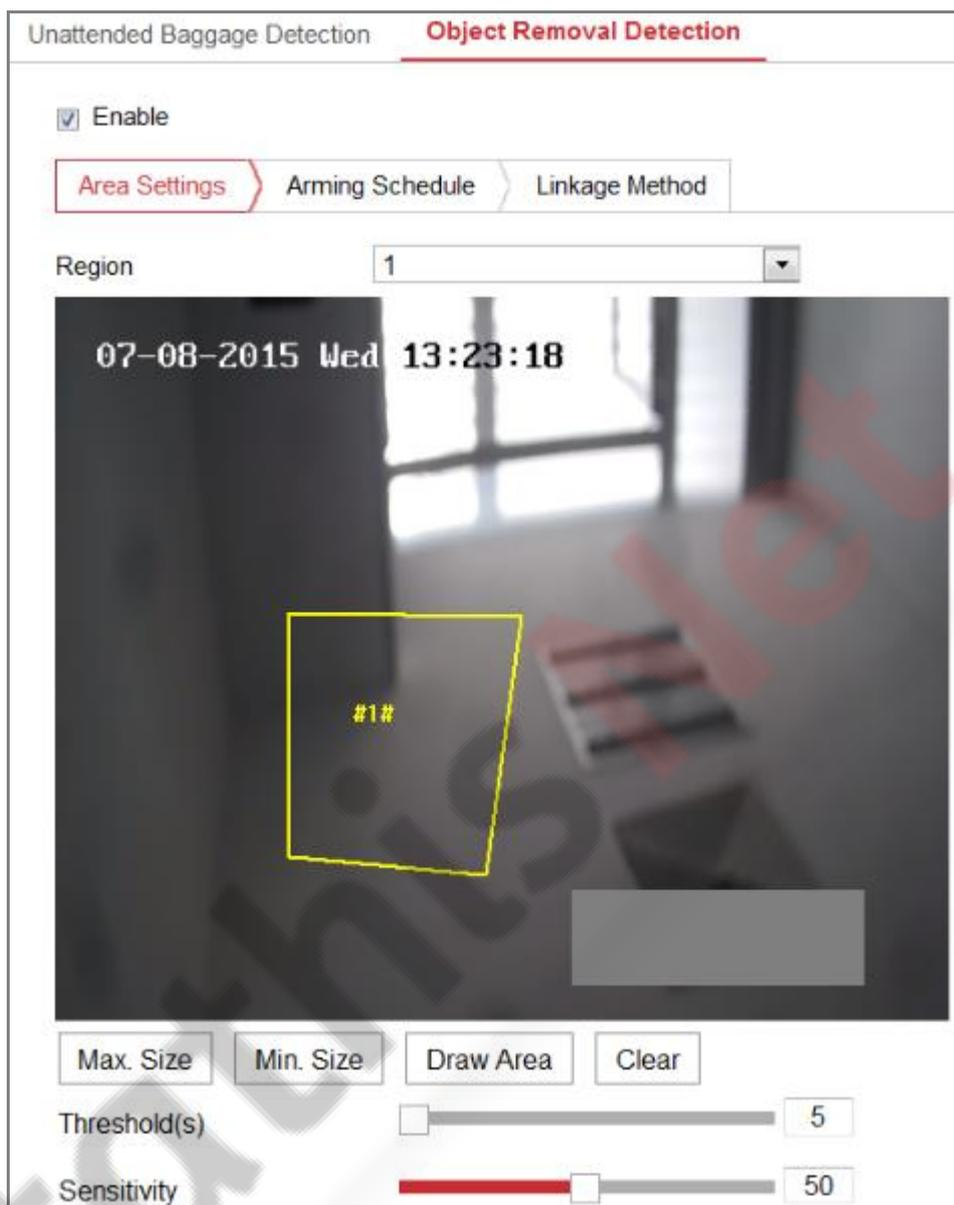 Unattended Baggage Detection Object Removal Detection
Enable
Area Settings Arming Schedule Linkage Method
Region 1
07-08-2015 Wed 13:23:18
#1#
Max. Size Min. Size Draw Area Clear
Threshold(s) 5
Sensitivity 50